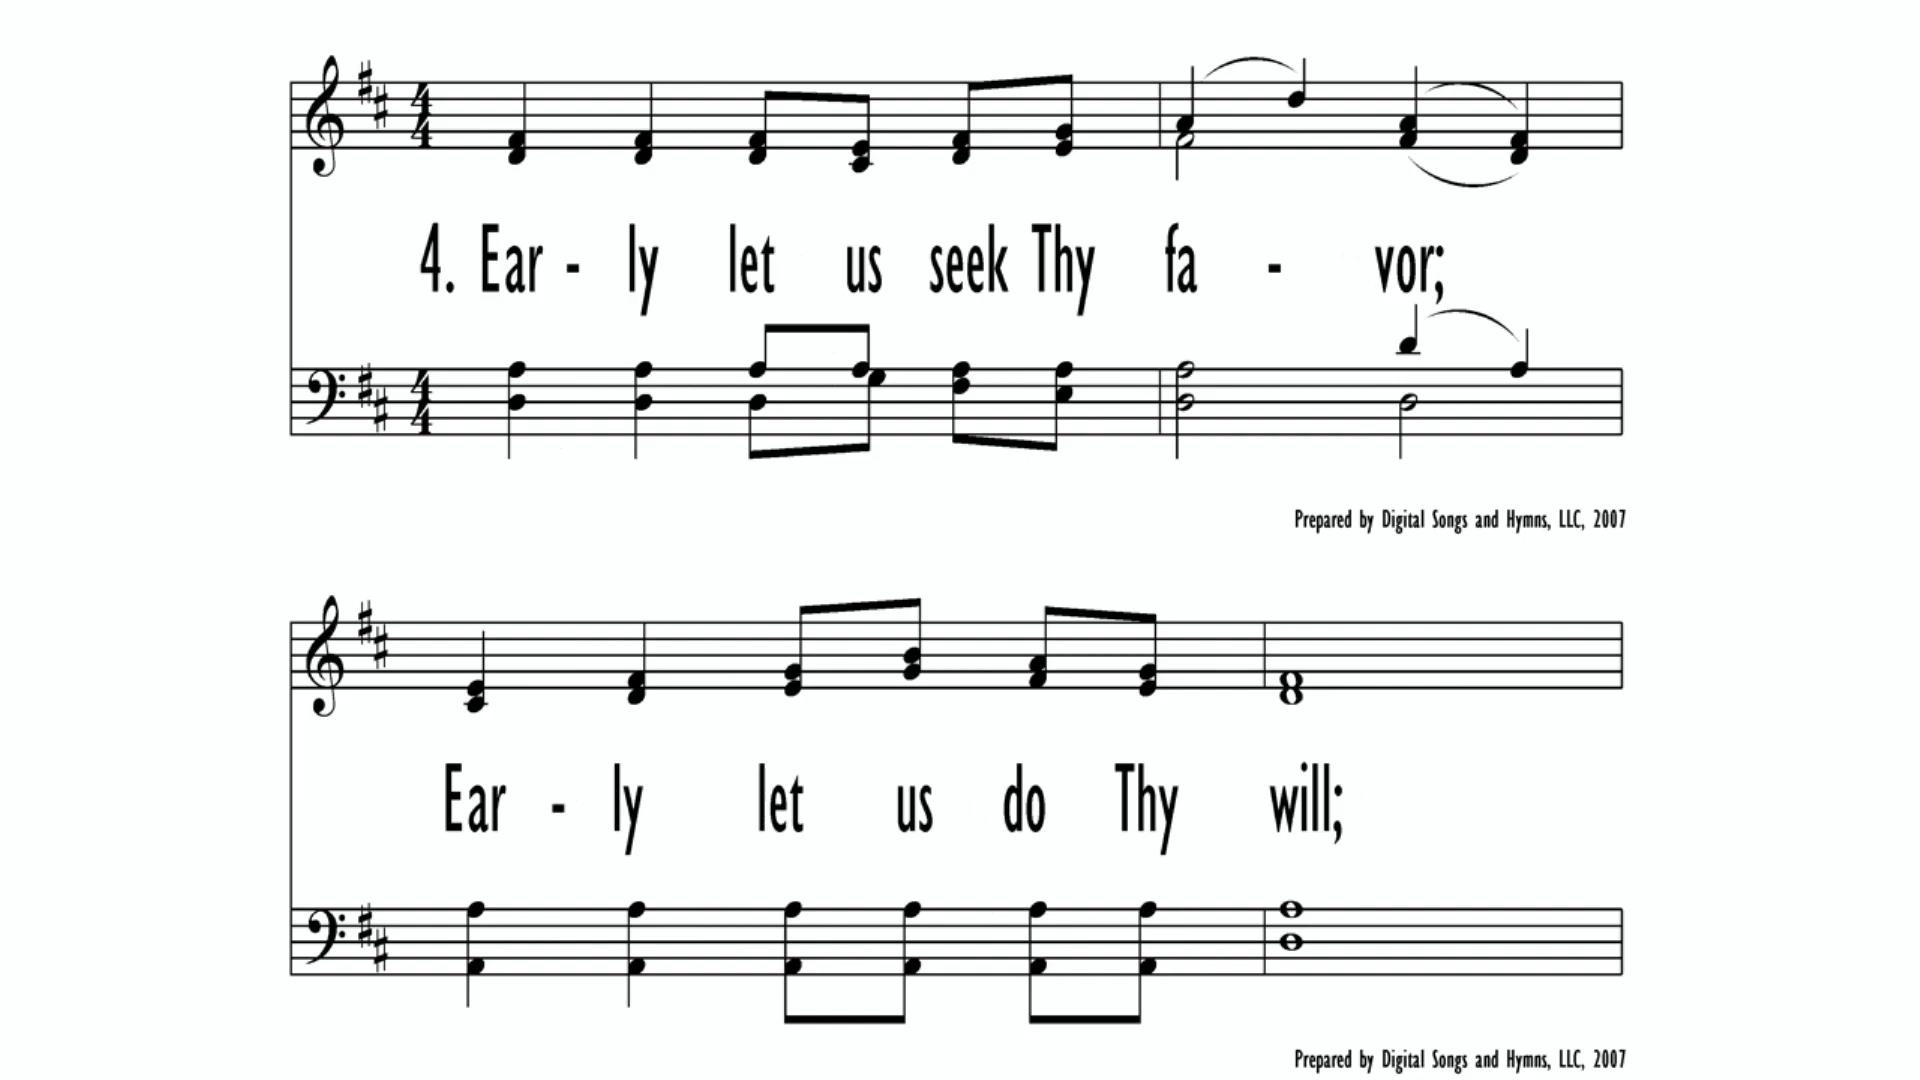 4. Ear - ly let us seek Thy fa - vor;
Prepared by Digital Songs and Hymns, LLC, 2007
Ear - ly let us do Thy will;
Prepared by Digital Songs and Hymns, LLC, 2007